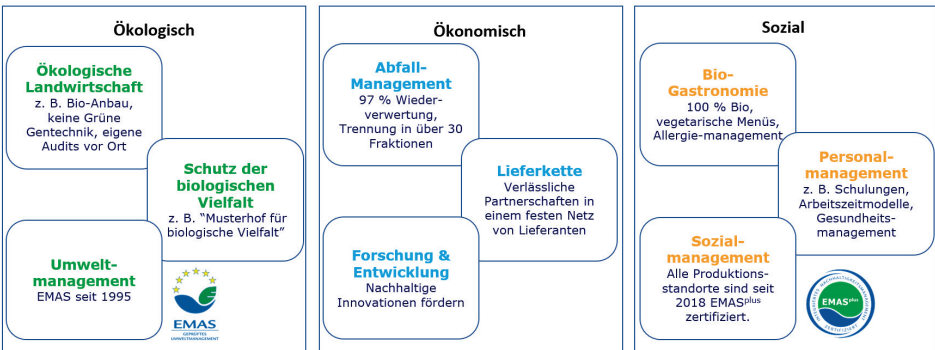 Ökologisch
Ökologische
Landwirtschaft
z. B. Bio-Anbau,
keine Grüne
Gentechnik, eigene
Audits vor Ort
Schutz der
biologischen
Vielfalt
z. B. “Musterhof für
biologische Vielfalt”
Umwelt-
management
EMAS seit 1995
EMAS
GEPRÜFTES
UMWELTMANAGEMENT
Ökonomisch
Abfall-
Management
97 % Wieder-
verwertung,
Trennung in über 30
Fraktionen
Lieferkette
Verlässliche
Partnerschaften in
einem festen Netz
von Lieferanten
Forschung &
Entwicklung
Nachhaltige
Innovationen fördern
Sozial
Bio-
Gastronomie
100 % Bio,
vegetarische Menüs,
Allergie-management
Personal-
management
z. B. Schulungen,
Arbeitszeitmodelle,
Gesundheits-
management
Sozial-
management
Alle Produktions-
standorte sind seit
2018 EMASplus
zertifiziert.
INTEGRIERTES NACHHALTIGKEITSMANAGEMENT
EMASplus
ZERTIFIZIERT